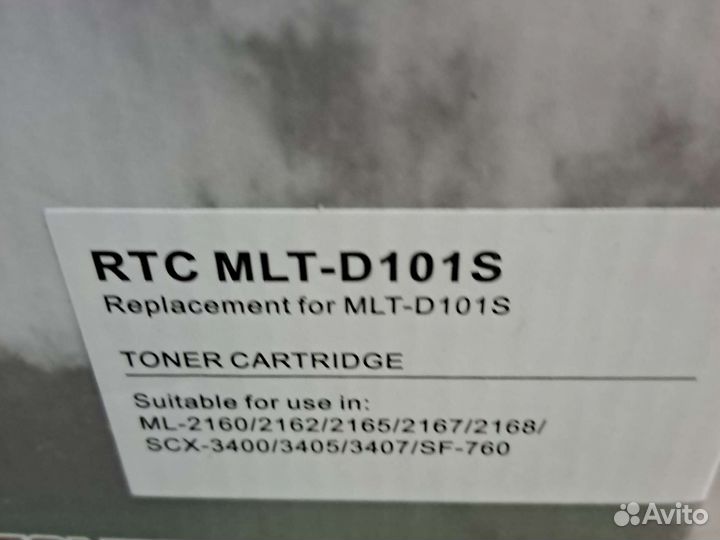 RTC MLT-D101S
Replacement for MLT-D101S
TONER CARTRIDGE
Suitable for use in:
ML-2160/2162/2165/2167/2168/
SCX-3400/3405/3407/SF-760
Avito